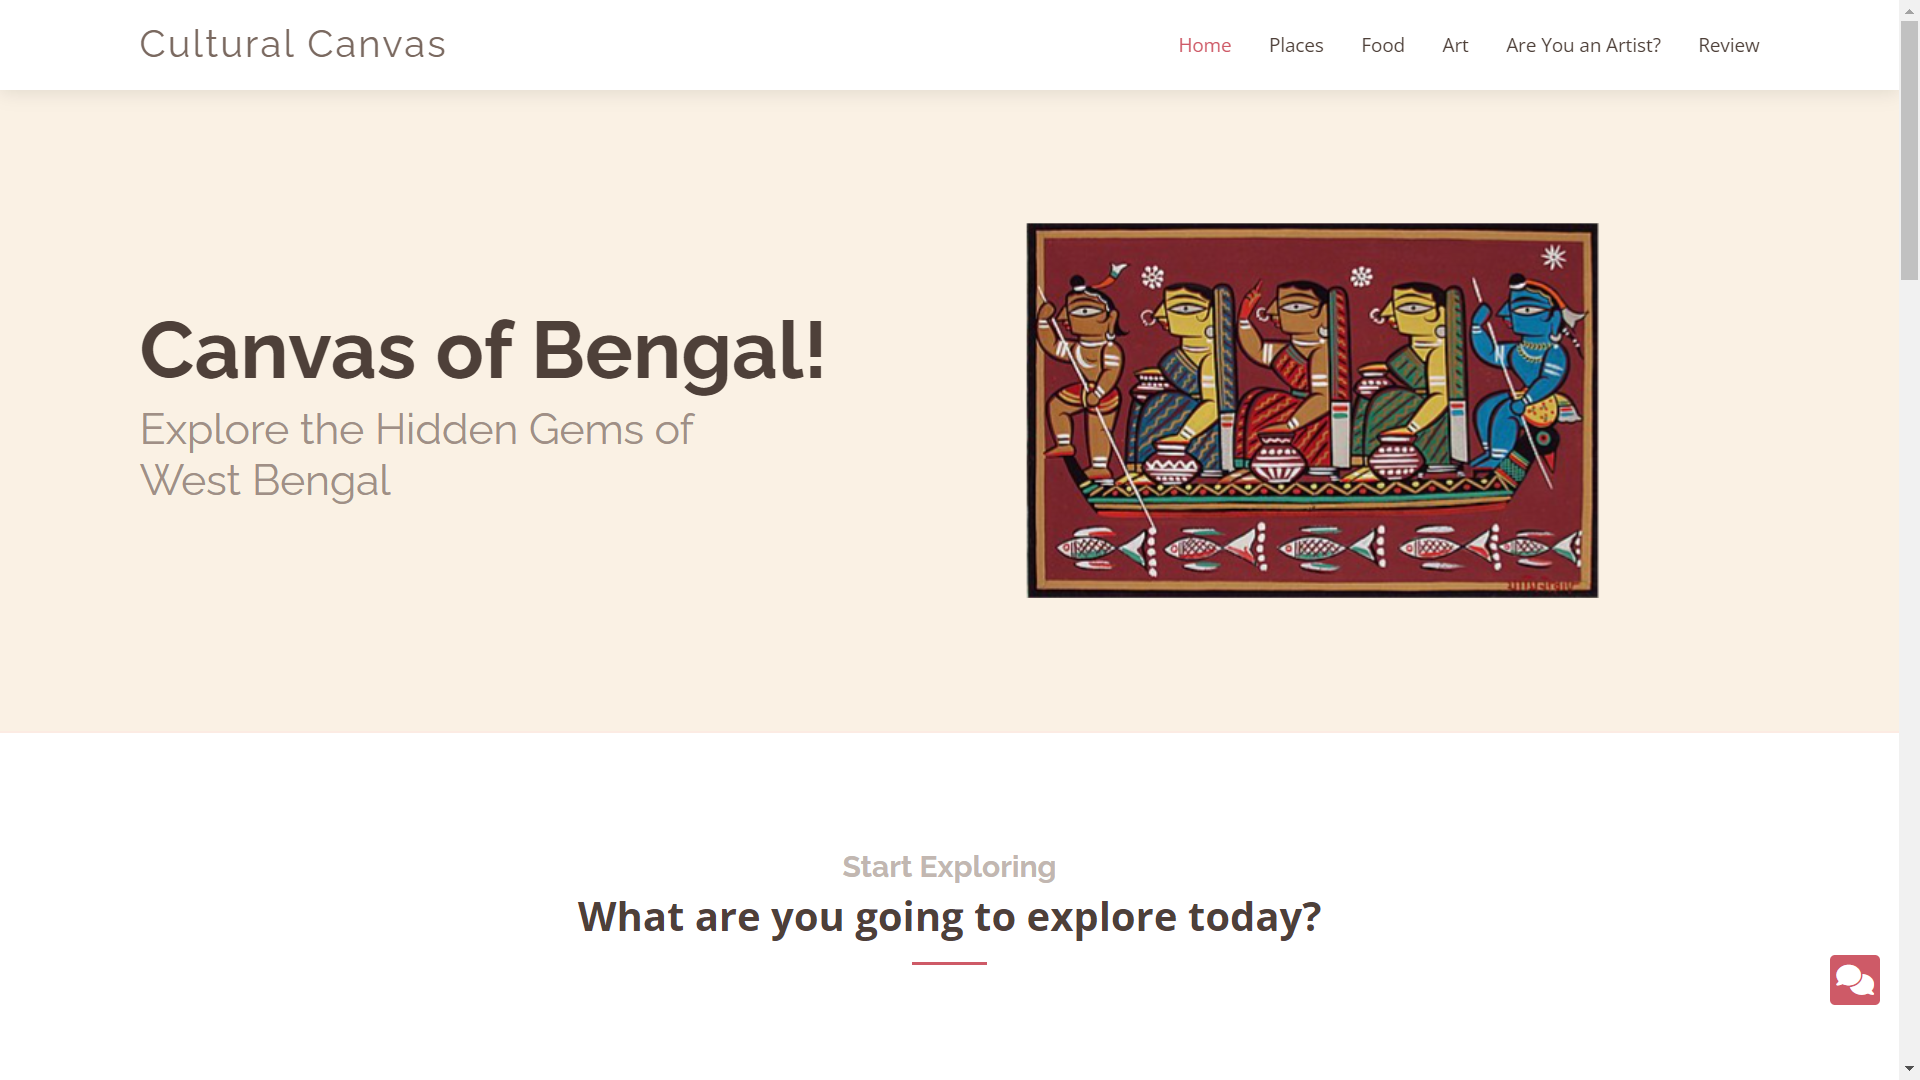 Cultural Canvas
Home Places Food Art Are You an Artist? Review
Canvas of Bengal!
Explore the Hidden Gems of
West Bengal
Start Exploring
What are you going to explore today?